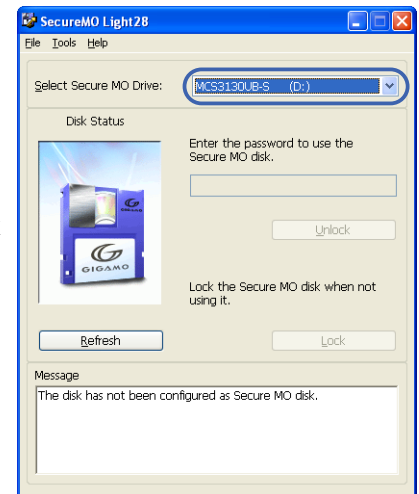 SecureMO Light28
File Tools Help
Select Secure MO Drive:
MCS3130UB-S (D:)
Disk Status
Enter the password to use the
Secure MO disk.
Unlock
GIGAMO
Lock the Secure MO disk when not
using it.
Refresh
Lock
Message
The disk has not been configured as Secure MO disk.